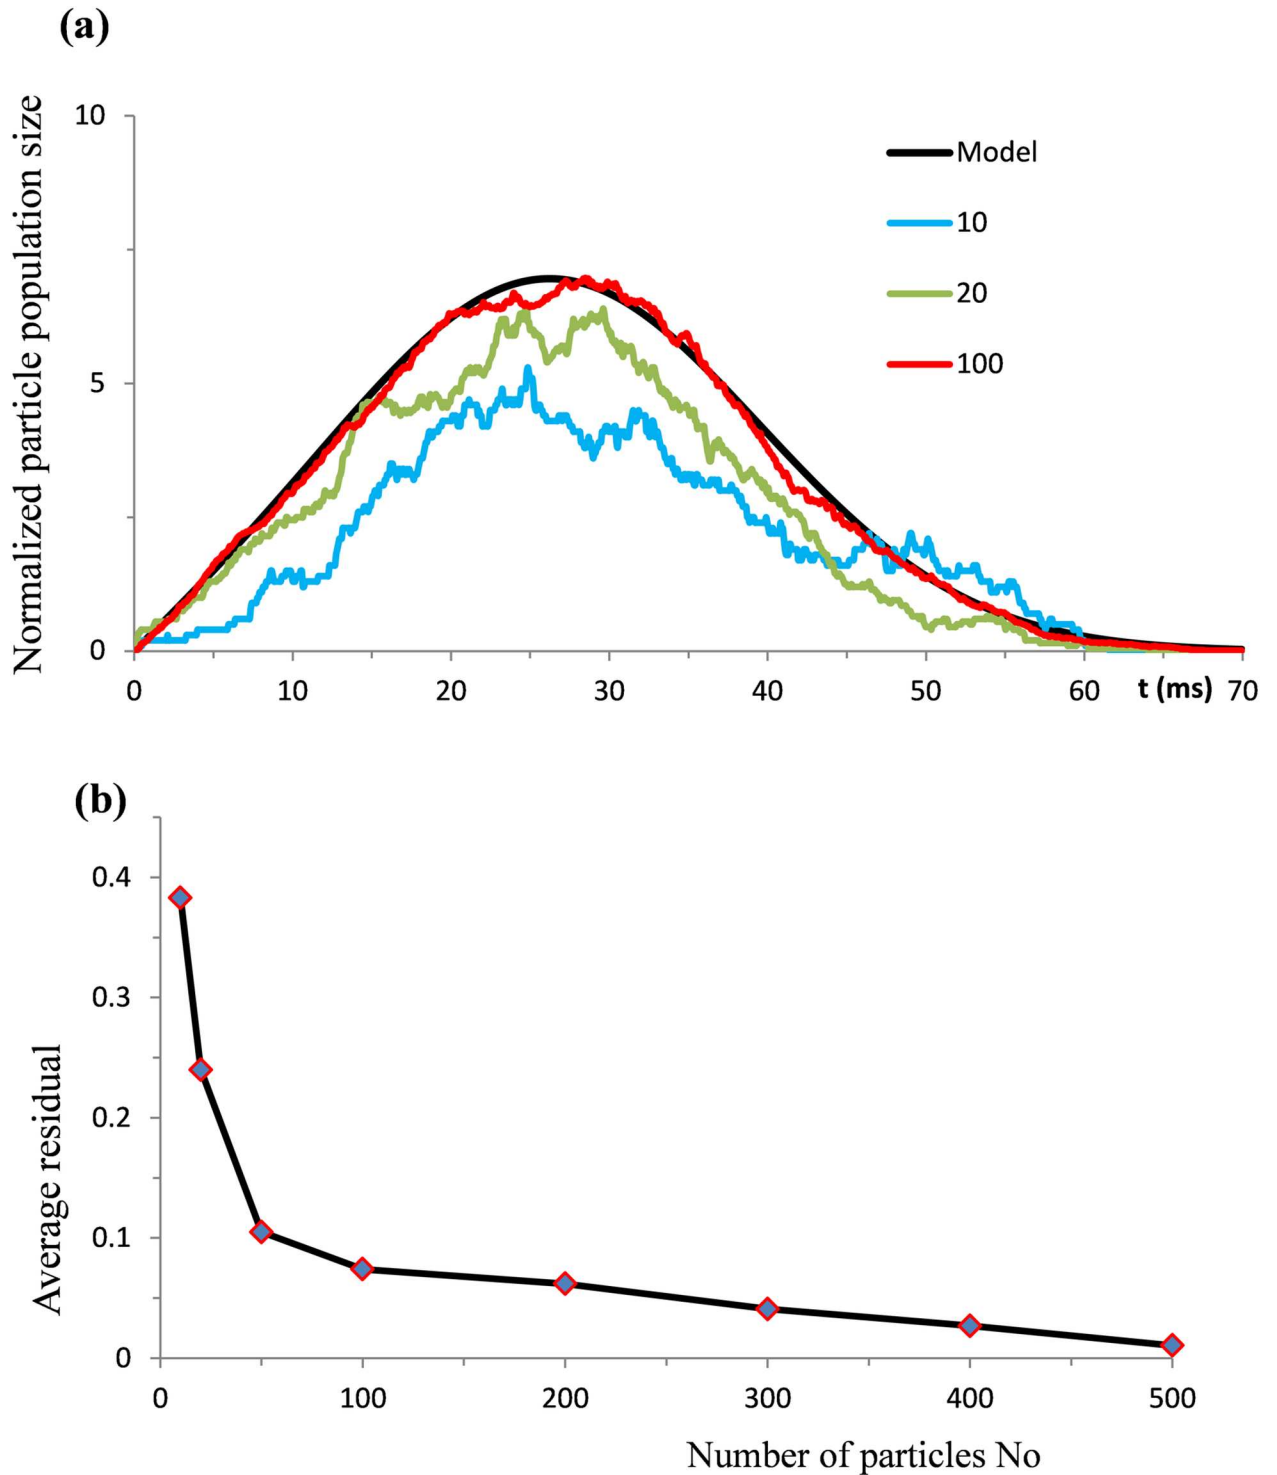 (a)
Normalized particle population size
10
5
0
Model
10
20
100
0 10 20 30 40 50 60 t (ms) 70
(b)
Average residual
0.4
0.3
0.2
0.1
0
0 100 200 300 400 500
Number of particles No